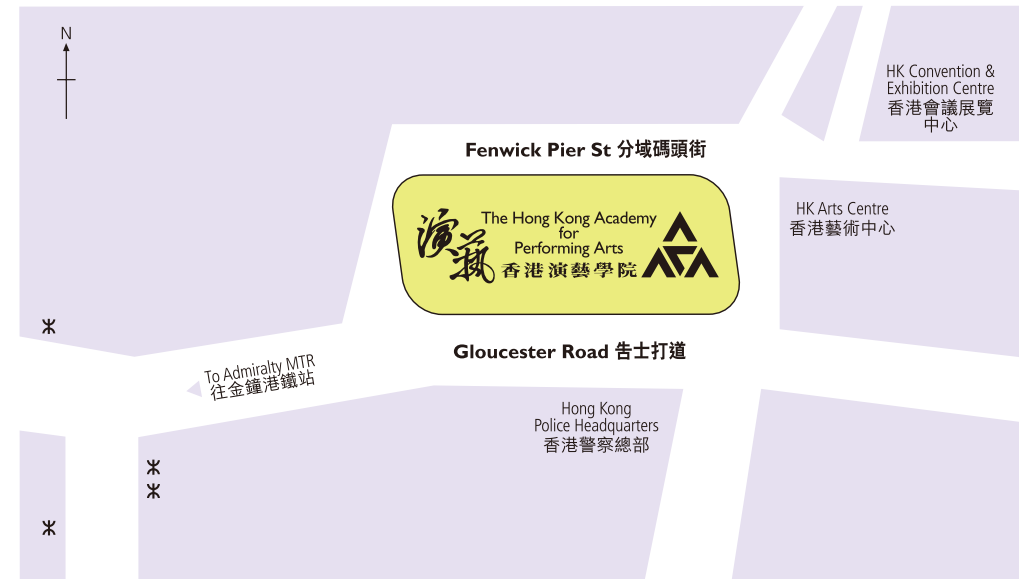 N
HK Convention &
Exhibition Centre
香港會議展覽
中心
Fenwick Pier St 分域碼頭街
演藝
The Hong Kong Academy
for
Performing Arts
香港演藝學院
HK Arts Centre
香港藝術中心
Gloucester Road 告士打道
To Admiralty MTR
往金鐘港鐵站
Hong Kong
Police Headquarters
香港警察總部